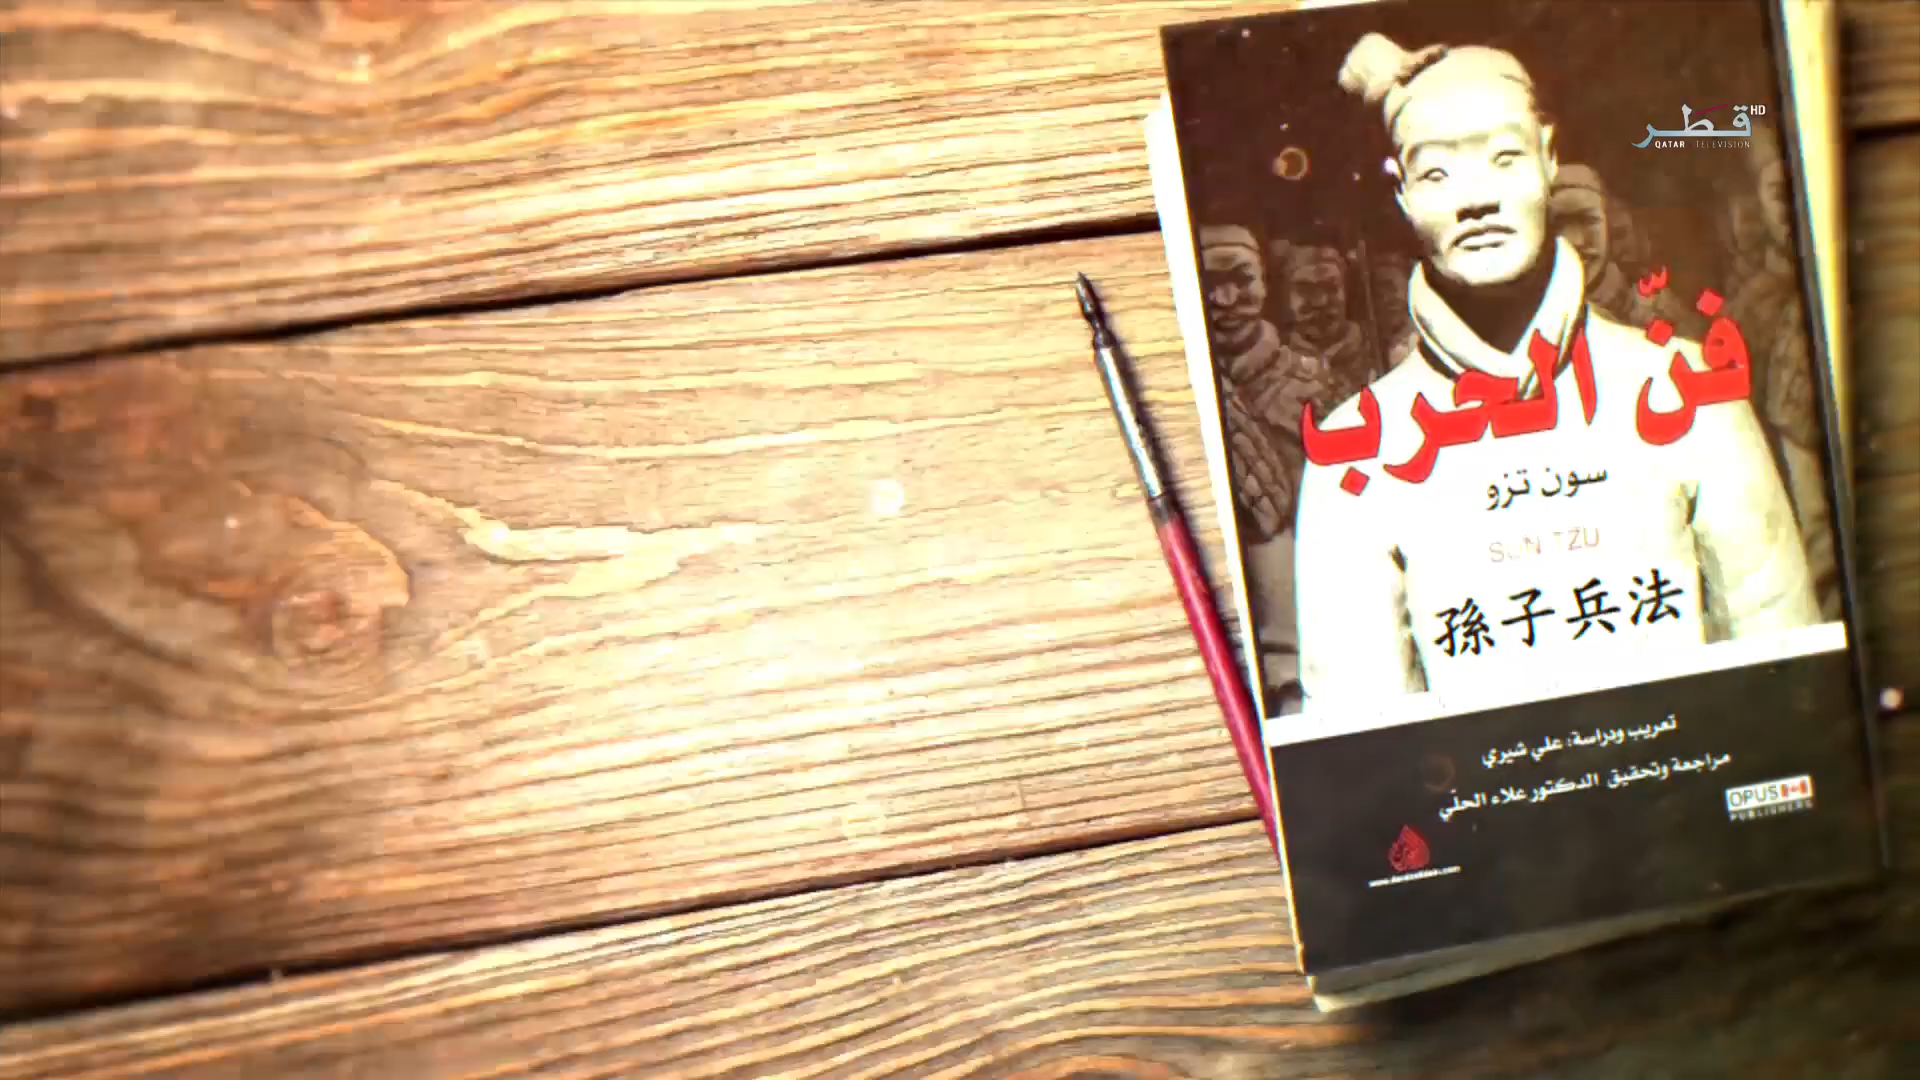 قطر HD
QATAR TELEVISION
فنّ الحرب
سون تزو
SUN TZU
孫子兵法
تعريب ودراسة: علي شيري
مراجعة وتحقيق الدكتور علاء الحلّي
OPUS
PUBLISHERS